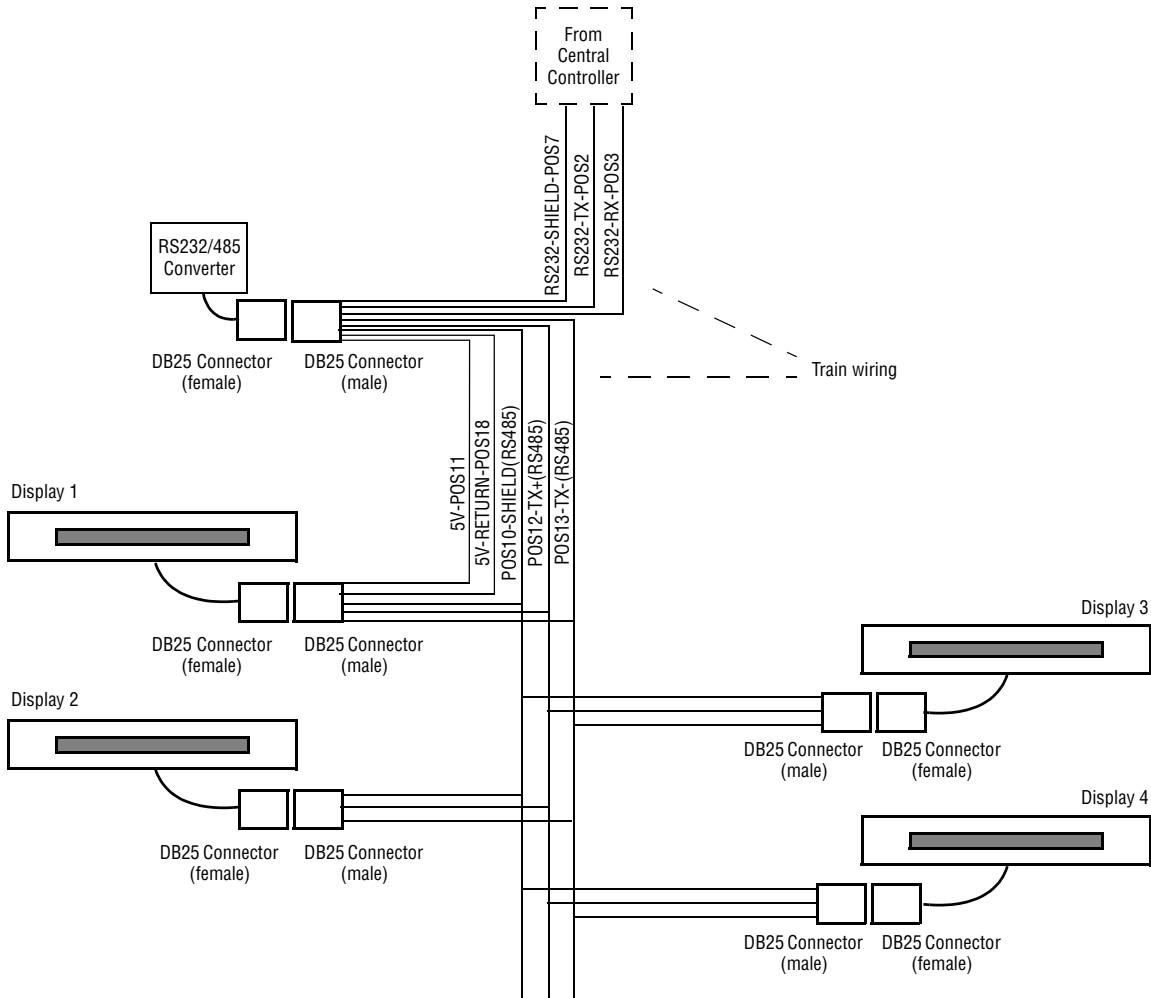 From
Central
Controller
RS232-SHIELD-POS7
RS232-TX-POS2
RS232-RX-POS3
RS232/485
Converter
DB25 Connector
(female)
DB25 Connector
(male)
Train wiring
5V-POS11
5V-RETURN-POS18
POS10-SHIELD(RS485)
POS12-TX+(RS485)
POS13-TX-(RS485)
Display 1
DB25 Connector
(female)
DB25 Connector
(male)
Display 3
DB25 Connector
(male)
DB25 Connector
(female)
Display 2
DB25 Connector
(female)
DB25 Connector
(male)
Display 4
DB25 Connector
(male)
DB25 Connector
(female)